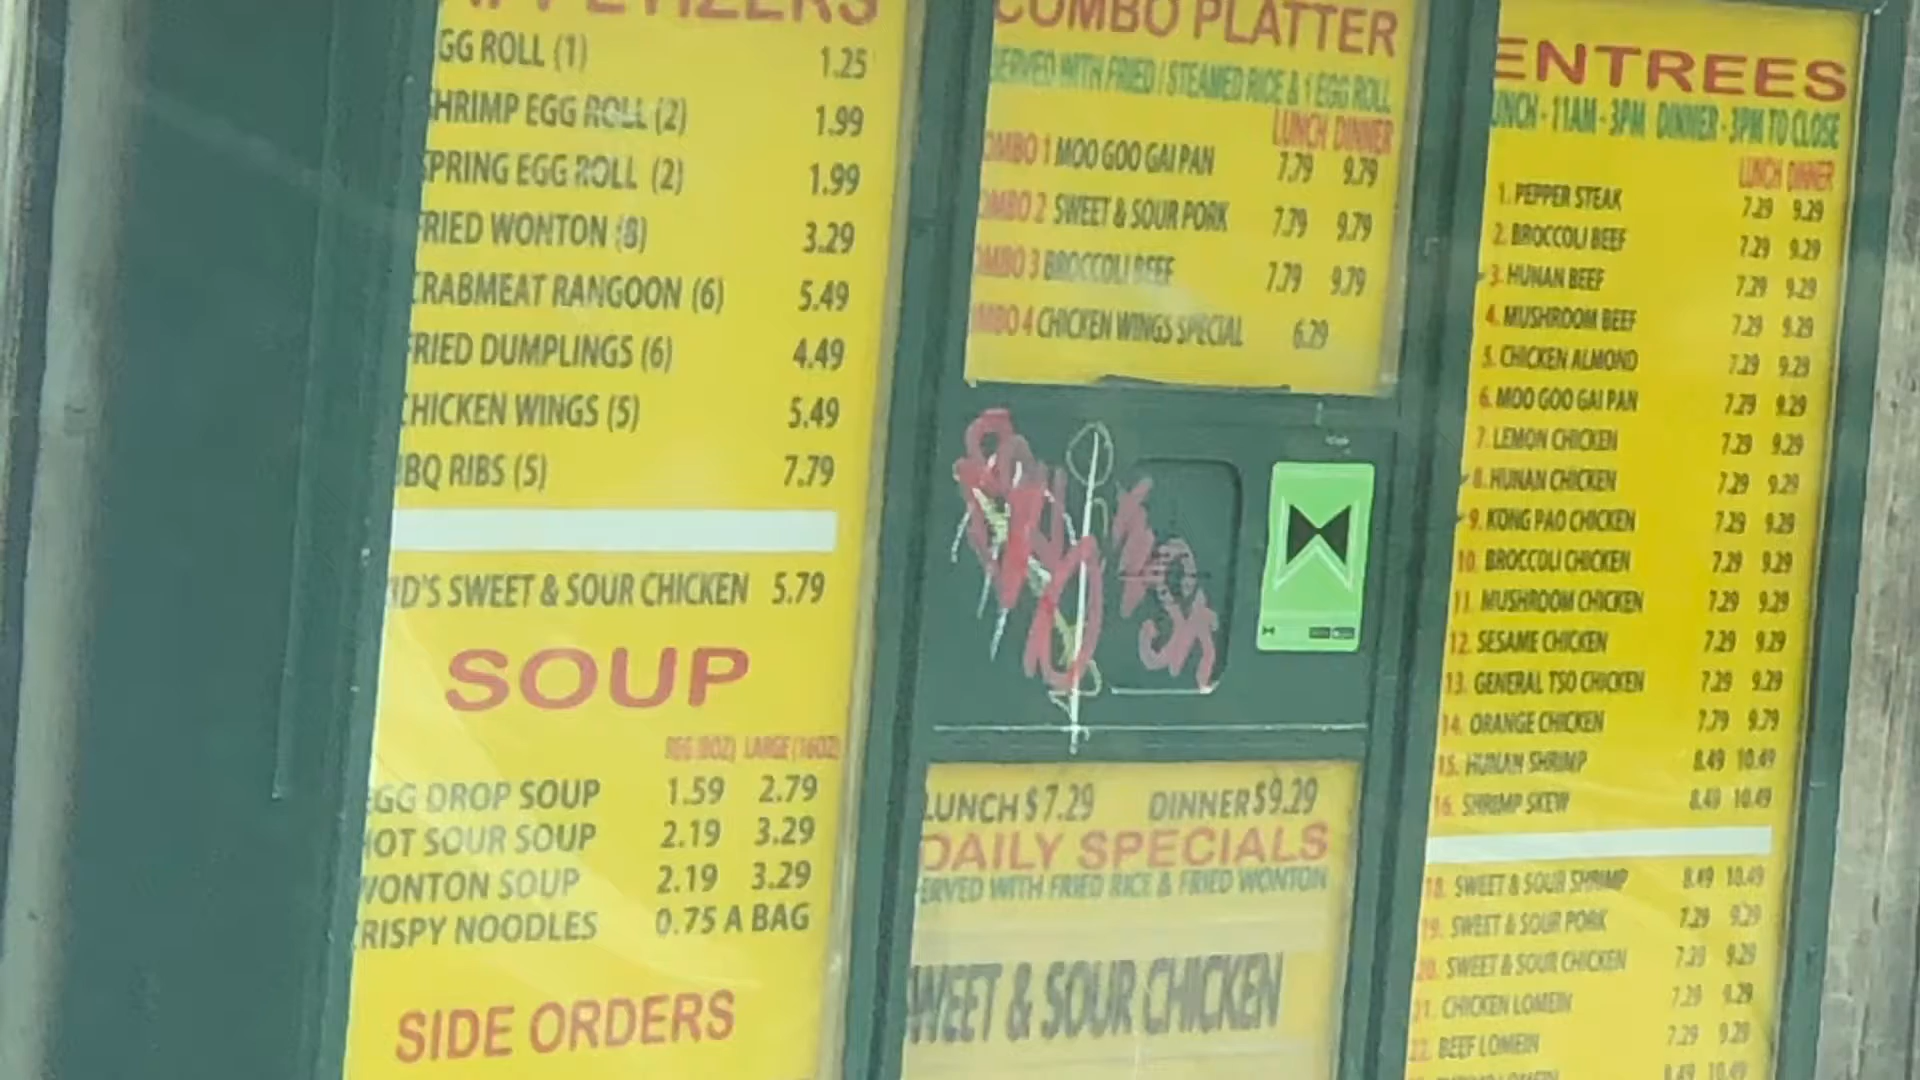 APPETIZERS
GG ROLL (1) 1.25
HRIMP EGG ROLL (2) 1.99
SPRING EGG ROLL (2) 1.99
FRIED WONTON (8) 3.29
CRABMEAT RANGOON (6) 5.49
FRIED DUMPLINGS (6) 4.49
CHICKEN WINGS (5) 5.49
BQ RIBS (5) 7.79
ID'S SWEET & SOUR CHICKEN 5.79
SOUP
REG (8OZ) LARGE (16OZ)
EGG DROP SOUP 1.59 2.79
HOT SOUR SOUP 2.19 3.29
WONTON SOUP 2.19 3.29
CRISPY NOODLES 0.75 A BAG
SIDE ORDERS
COMBO PLATTER
SERVED WITH FRIED / STEAMED RICE & 1 EGG ROLL
LUNCH DINNER
OMBO 1 MOO GOO GAI PAN 7.79 9.79
OMBO 2 SWEET & SOUR PORK 7.79 9.79
OMBO 3 BROCCOLI BEEF 7.79 9.79
MBO 4 CHICKEN WINGS SPECIAL 6.29
LUNCH $7.29 DINNER $9.29
DAILY SPECIALS
ERVED WITH FRIED RICE & FRIED WONTON
SWEET & SOUR CHICKEN
ENTREES
LUNCH - 11AM - 3PM DINNER - 3PM TO CLOSE
LUNCH DINNER
1. PEPPER STEAK 7.29 9.29
2. BROCCOLI BEEF 7.29 9.29
3. HUNAN BEEF 7.29 9.29
4. MUSHROOM BEEF 7.29 9.29
5. CHICKEN ALMOND 7.29 9.29
6. MOO GOO GAI PAN 7.29 9.29
7. LEMON CHICKEN 7.29 9.29
8. HUNAN CHICKEN 7.29 9.29
9. KONG PAO CHICKEN 7.29 9.29
10. BROCCOLI CHICKEN 7.29 9.29
11. MUSHROOM CHICKEN 7.29 9.29
12. SESAME CHICKEN 7.29 9.29
13. GENERAL TSO CHICKEN 7.29 9.29
14. ORANGE CHICKEN 7.79 9.79
15. HUNAN SHRIMP 8.49 10.49
16. SHRIMP SKEW 8.49 10.49
18. SWEET & SOUR SHRIMP 8.49 10.49
19. SWEET & SOUR PORK 7.29 9.29
20. SWEET & SOUR CHICKEN 7.29 9.29
21. CHICKEN LOMEIN 7.29 9.29
22. BEEF LOMEIN 7.29 9.29
8.49 10.49